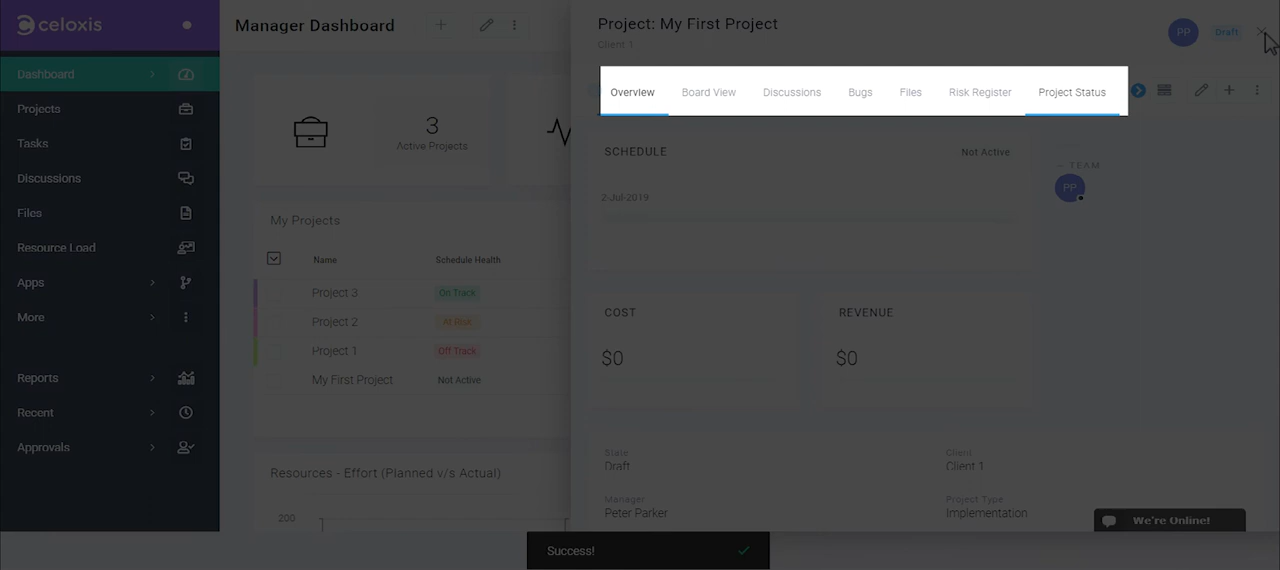 celoxis
Dashboard
Projects
Tasks
Discussions
Files
Resource Load
Apps
More
Reports
Recent
Approvals
Manager Dashboard
3
Active Projects
My Projects
Name Schedule Health
Project 3 On Track
Project 2 At Risk
Project 1 Off Track
My First Project Not Active
Resources - Effort (Planned v/s Actual)
200
Project: My First Project
Client 1
PP Draft
Overview Board View Discussions Bugs Files Risk Register Project Status
SCHEDULE Not Active
2-Jul-2019
TEAM
PP
COST
$0
REVENUE
$0
State
Draft
Client
Client 1
Manager
Peter Parker
Project Type
Implementation
We're Online!
Success!